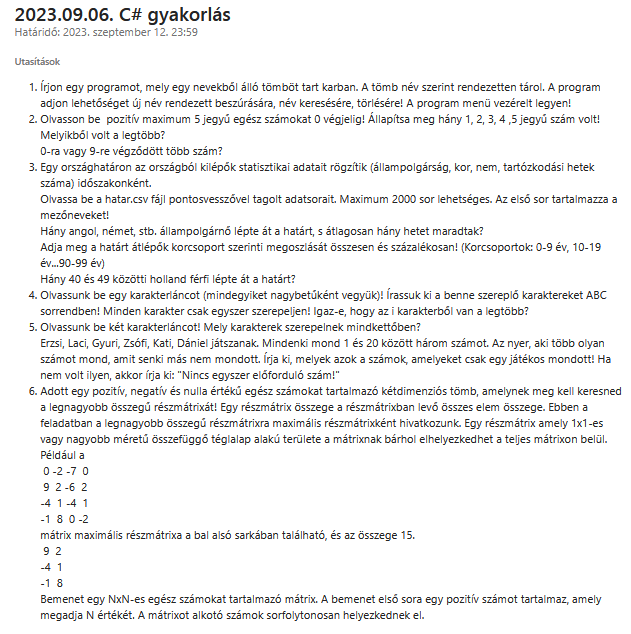 2023.09.06. C# gyakorlás
Határidő: 2023. szeptember 12. 23:59
Utasítások
1. Írjon egy programot, mely egy nevekből álló tömböt tart karban. A tömb név szerint rendezetten tárol. A program
adjon lehetőséget új név rendezett beszúrására, név keresésére, törlésére! A program menü vezérelt legyen!
2. Olvasson be pozitív maximum 5 jegyű egész számokat 0 végjelig! Állapítsa meg hány 1, 2, 3, 4 ,5 jegyű szám volt!
Melyikből volt a legtöbb?
0-ra vagy 9-re végződött több szám?
3. Egy országhatáron az országból kilépők statisztikai adatait rögzítik (állampolgárság, kor, nem, tartózkodási hetek
száma) időszakonként.
Olvassa be a hatar.csv fájl pontosvesszővel tagolt adatsorait. Maximum 2000 sor lehetséges. Az első sor tartalmazza a
mezőneveket!
Hány angol, német, stb. állampolgárnő lépte át a határt, s átlagosan hány hetet maradtak?
Adja meg a határt átlépők korcsoport szerinti megoszlását összesen és százalékosan! (Korcsoportok: 0-9 év, 10-19
év...90-99 év)
Hány 40 és 49 közötti holland férfi lépte át a határt?
4. Olvassunk be egy karakterláncot (mindegyiket nagybetűként vegyük)! Írassuk ki a benne szereplő karaktereket ABC
sorrendben! Minden karakter csak egyszer szerepeljen! Igaz-e, hogy az i karakterből van a legtöbb?
5. Olvassunk be két karakterláncot! Mely karakterek szerepelnek mindkettőben?
Erzsi, Laci, Gyuri, Zsófi, Kati, Dániel játszanak. Mindenki mond 1 és 20 között három számot. Az nyer, aki több olyan
számot mond, amit senki más nem mondott. Írja ki, melyek azok a számok, amelyeket csak egy játékos mondott! Ha
nem volt ilyen, akkor írja ki: "Nincs egyszer előforduló szám!"
6. Adott egy pozitív, negatív és nulla értékű egész számokat tartalmazó kétdimenziós tömb, amelynek meg kell keresned
a legnagyobb összegű részmátrixát! Egy részmátrix összege a részmátrixban levő összes elem összege. Ebben a
feladatban a legnagyobb összegű részmátrixra maximális részmátrixként hivatkozunk. Egy részmátrix amely 1x1-es
vagy nagyobb méretű összefüggő téglalap alakú területe a mátrixnak bárhol elhelyezkedhet a teljes mátrixon belül.
Például a
0 -2 -7 0
9 2 -6 2
-4 1 -4 1
-1 8 0 -2
mátrix maximális részmátrixa a bal alsó sarkában található, és az összege 15.
9 2
-4 1
-1 8
Bemenet egy NxN-es egész számokat tartalmazó mátrix. A bemenet első sora egy pozitív számot tartalmaz, amely
megadja N értékét. A mátrixot alkotó számok sorfolytonosan helyezkednek el.